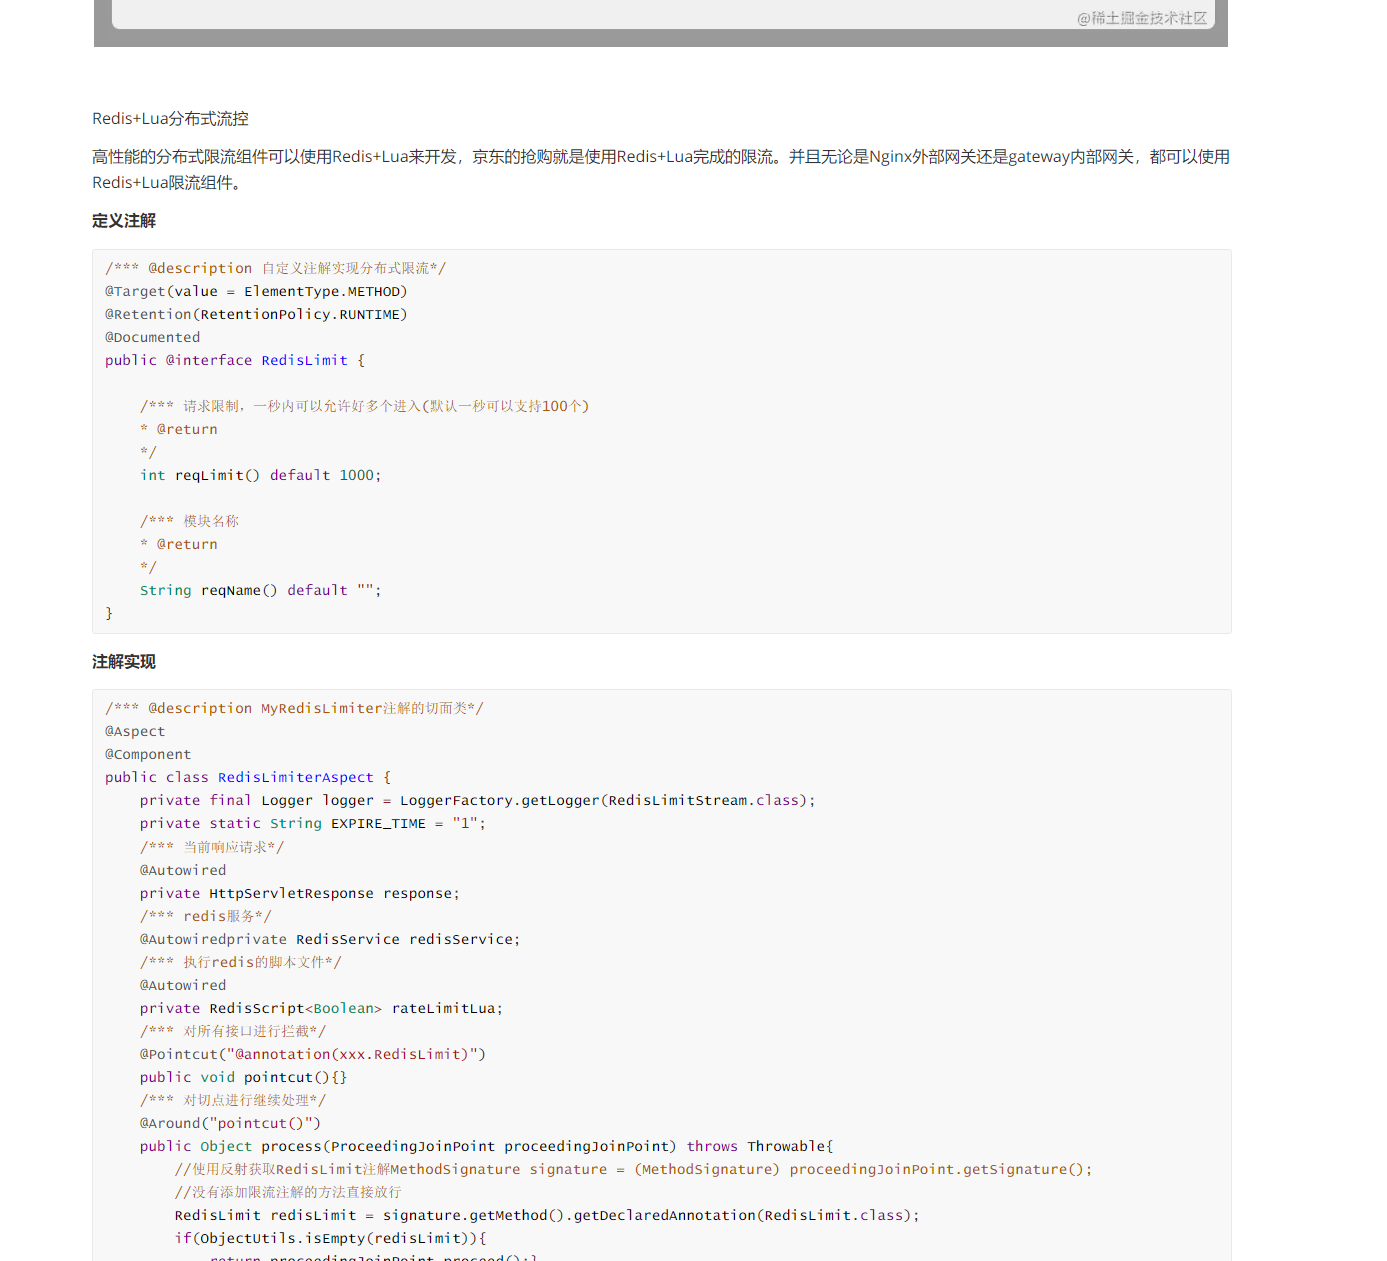 @稀土掘金技术社区
Redis+Lua分布式流控
高性能的分布式限流组件可以使用Redis+Lua来开发，京东的抢购就是使用Redis+Lua完成的限流。并且无论是Nginx外部网关还是gateway内部网关，都可以使用
Redis+Lua限流组件。
定义注解
/*** @description 自定义注解实现分布式限流*/
@Target(value = ElementType.METHOD)
@Retention(RetentionPolicy.RUNTIME)
@Documented
public @interface RedisLimit {
/*** 请求限制，一秒内可以允许好多个进入(默认一秒可以支持100个)
* @return
*/
int reqLimit() default 1000;
/*** 模块名称
* @return
*/
String reqName() default "";
}
注解实现
/*** @description MyRedisLimiter注解的切面类*/
@Aspect
@Component
public class RedisLimiterAspect {
private final Logger logger = LoggerFactory.getLogger(RedisLimitStream.class);
private static String EXPIRE_TIME = "1";
/*** 当前响应请求*/
@Autowired
private HttpServletResponse response;
/*** redis服务*/
@Autowiredprivate RedisService redisService;
/*** 执行redis的脚本文件*/
@Autowired
private RedisScript<Boolean> rateLimitLua;
/*** 对所有接口进行拦截*/
@Pointcut("@annotation(xxx.RedisLimit)")
public void pointcut(){}
/*** 对切点进行继续处理*/
@Around("pointcut()")
public Object process(ProceedingJoinPoint proceedingJoinPoint) throws Throwable{
//使用反射获取RedisLimit注解MethodSignature signature = (MethodSignature) proceedingJoinPoint.getSignature();
//没有添加限流注解的方法直接放行
RedisLimit redisLimit = signature.getMethod().getDeclaredAnnotation(RedisLimit.class);
if(ObjectUtils.isEmpty(redisLimit)){
return proceedingJoinPoint.proceed();}